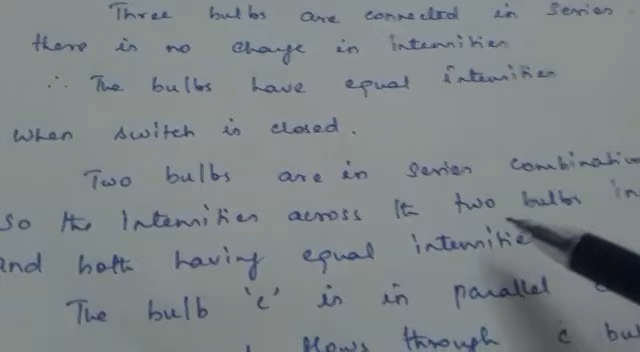 Three bulbs are connected in series
there is no change in intensities
∴ The bulbs have equal intensities
When switch is closed.
Two bulbs are in series combination
so the intensities across the two bulbs in
and both having equal intensitie
The bulb 'c' is in parallel
flows through c bu